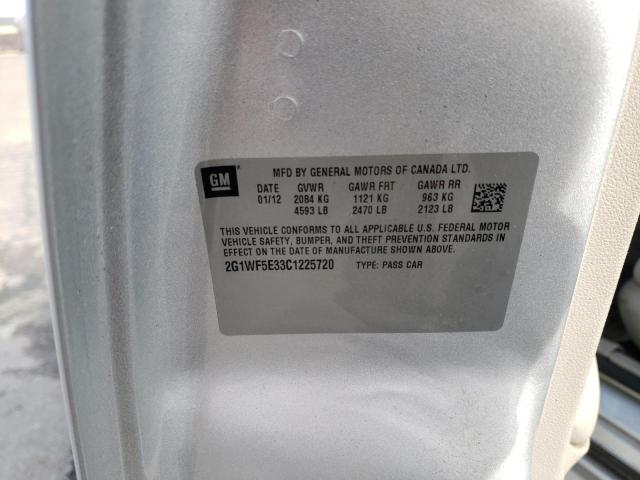 GM
MFD BY GENERAL MOTORS OF CANADA LTD.
DATE GVWR GAWR FRT GAWR RR
01/12 2084 KG 1121 KG 963 KG
4593 LB 2470 LB 2123 LB
THIS VEHICLE CONFORMS TO ALL APPLICABLE U.S. FEDERAL MOTOR
VEHICLE SAFETY, BUMPER, AND THEFT PREVENTION STANDARDS
IN EFFECT ON THE DATE OF MANUFACTURE SHOWN ABOVE.
2G1WF5E33C1225720 TYPE: PASS CAR